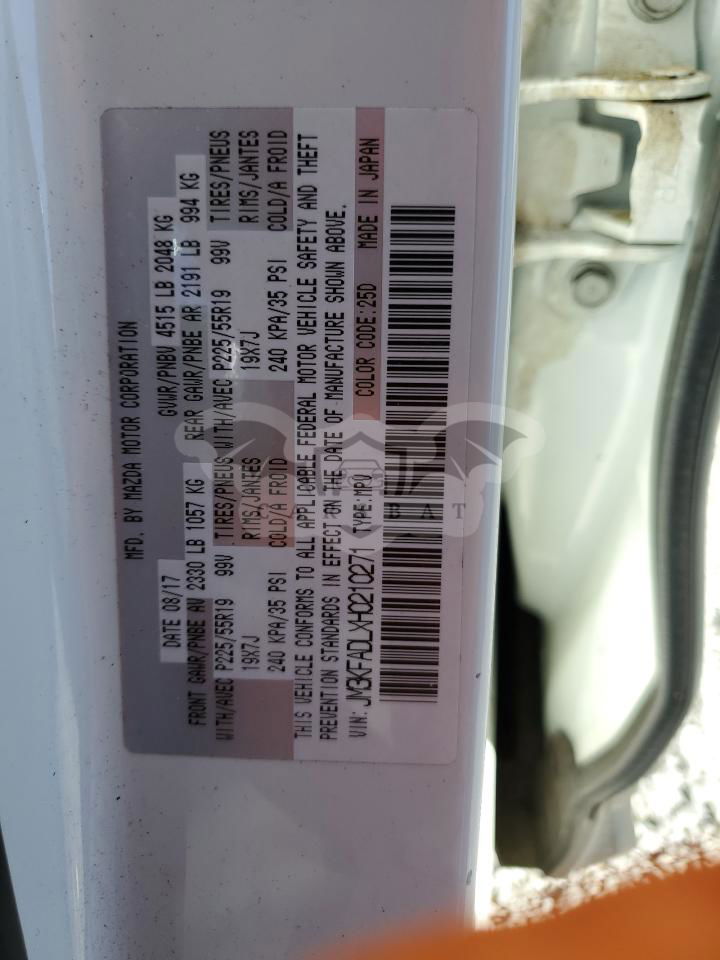 MFD. BY MAZDA MOTOR CORPORATION
DATE 08/17 GVWR/PNBV 4515 LB 2048 KG
FRONT GAWR/PNBE AV 2330 LB 1057 KG REAR GAWR/PNBE AR 2191 LB 994 KG
WITH/AVEC P225/55R19 99V TIRES/PNEUS WITH/AVEC P225/55R19 99V TIRES/PNEUS
19X7J RIMS/JANTES 19X7J RIMS/JANTES
240 KPA/35 PSI COLD/A FROID 240 KPA/35 PSI COLD/A FROID
THIS VEHICLE CONFORMS TO ALL APPLICABLE FEDERAL MOTOR VEHICLE SAFETY AND THEFT
PREVENTION STANDARDS IN EFFECT ON THE DATE OF MANUFACTURE SHOWN ABOVE.
VIN: JM3KFADLXH0210271 TYPE: MPV COLOR CODE: 25D MADE IN JAPAN